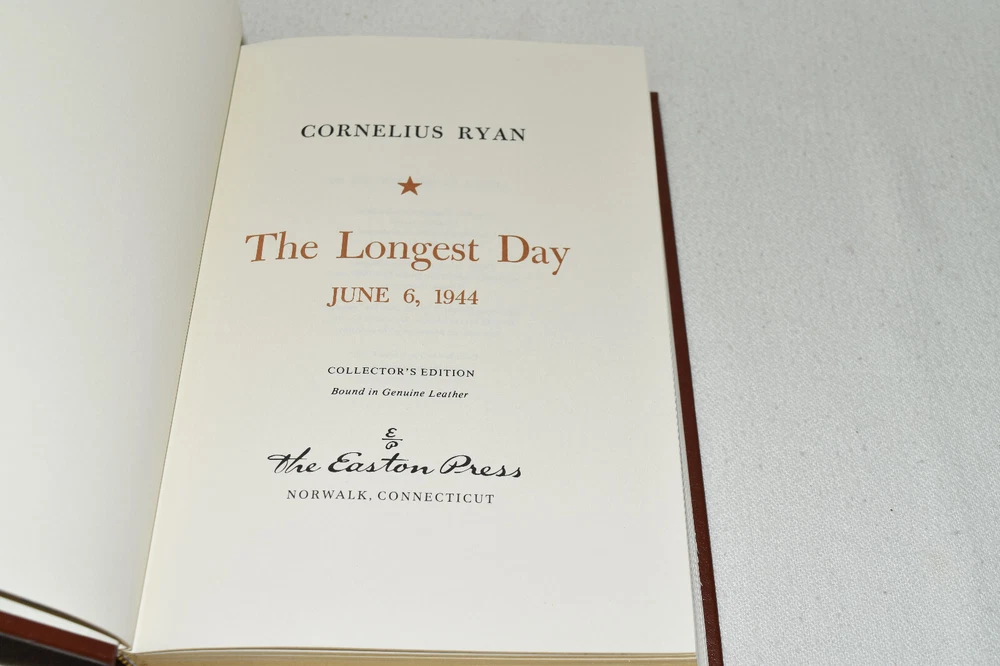 CORNELIUS RYAN
The Longest Day
JUNE 6, 1944
COLLECTOR'S EDITION
Bound in Genuine Leather
E
P
the Easton Press
NORWALK, CONNECTICUT